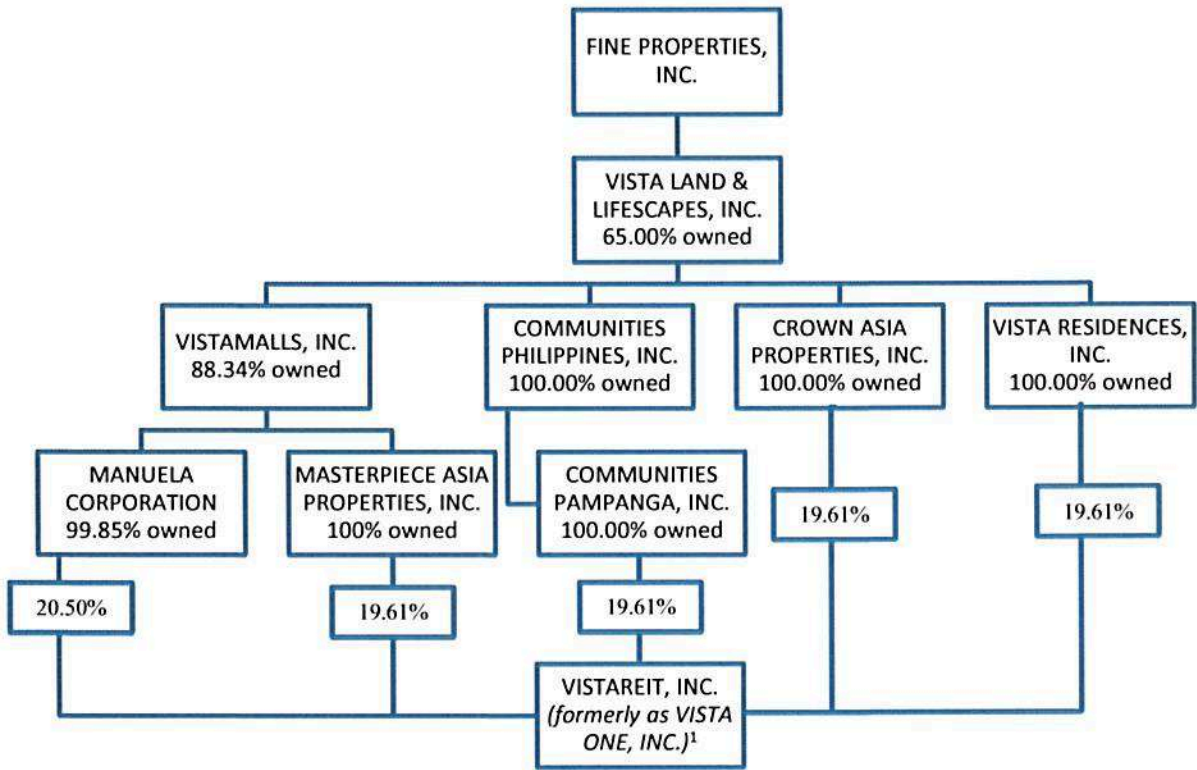 FINE PROPERTIES,
INC.
VISTA LAND &
LIFESCAPES, INC.
65.00% owned
VISTAMALLS, INC.
88.34% owned
COMMUNITIES
PHILIPPINES, INC.
100.00% owned
CROWN ASIA
PROPERTIES, INC.
100.00% owned
VISTA RESIDENCES,
INC.
100.00% owned
MANUELA
CORPORATION
99.85% owned
MASTERPIECE ASIA
PROPERTIES, INC.
100% owned
COMMUNITIES
PAMPANGA, INC.
100.00% owned
19.61%
19.61%
20.50%
19.61%
19.61%
VISTAREIT, INC.
(formerly as VISTA
ONE, INC.)¹